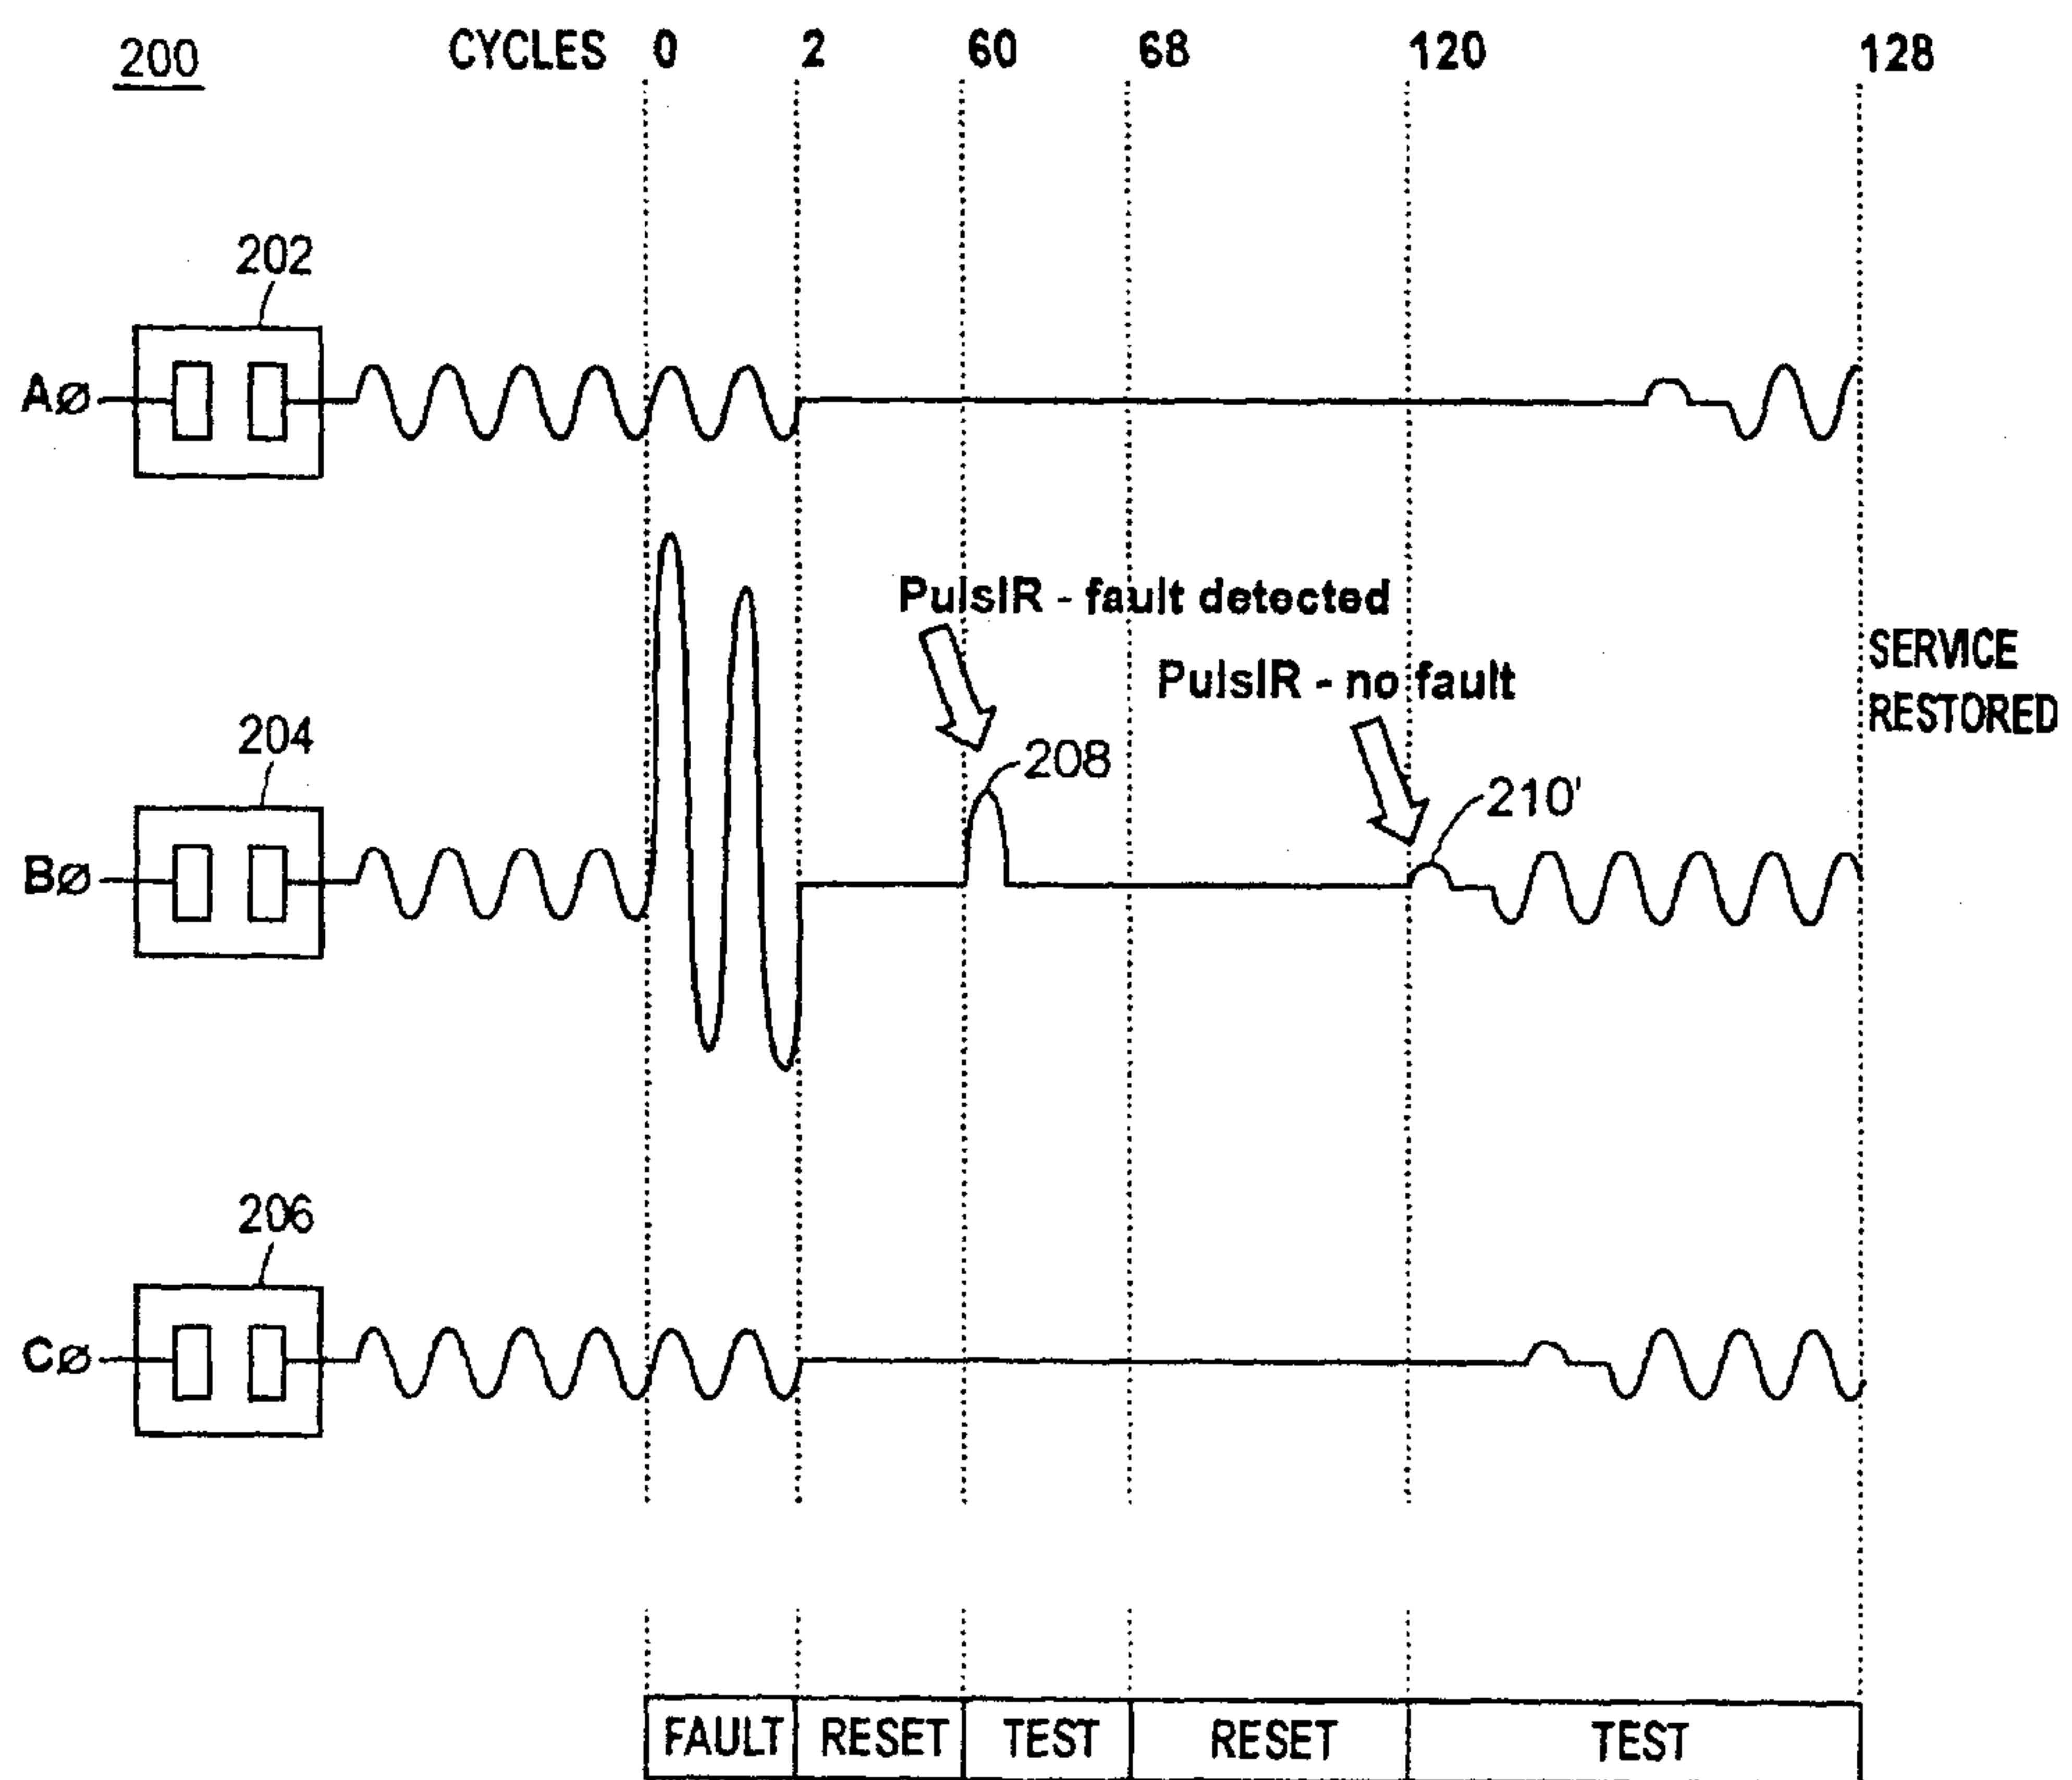 200
CYCLES 0 2 60 68 120 128
202
AØ
PulsIR - fault detected
PulsIR - no fault
SERVICE
RESTORED
204
208
210'
BØ
206
CØ
FAULT RESET TEST RESET TEST